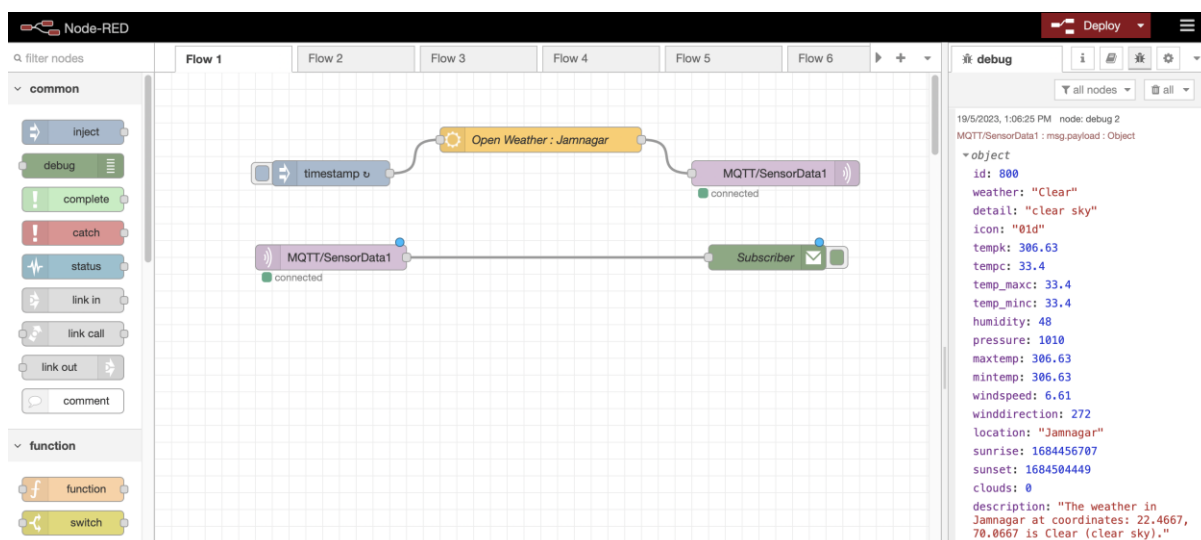 Node-RED
Deploy
filter nodes
Flow 1
Flow 2
Flow 3
Flow 4
Flow 5
Flow 6
debug
i
common
inject
debug
complete
catch
status
link in
link call
link out
comment
function
function
switch
timestamp ↻
Open Weather : Jamnagar
MQTT/SensorData1
connected
MQTT/SensorData1
connected
Subscriber
all nodes
all
19/5/2023, 1:06:25 PM node: debug 2
MQTT/SensorData1 : msg.payload : Object
object
id: 800
weather: "Clear"
detail: "clear sky"
icon: "01d"
tempk: 306.63
tempc: 33.4
temp_maxc: 33.4
temp_minc: 33.4
humidity: 48
pressure: 1010
maxtemp: 306.63
mintemp: 306.63
windspeed: 6.61
winddirection: 272
location: "Jamnagar"
sunrise: 1684456707
sunset: 1684504449
clouds: 0
description: "The weather in
Jamnagar at coordinates: 22.4667,
70.0667 is Clear (clear sky)."